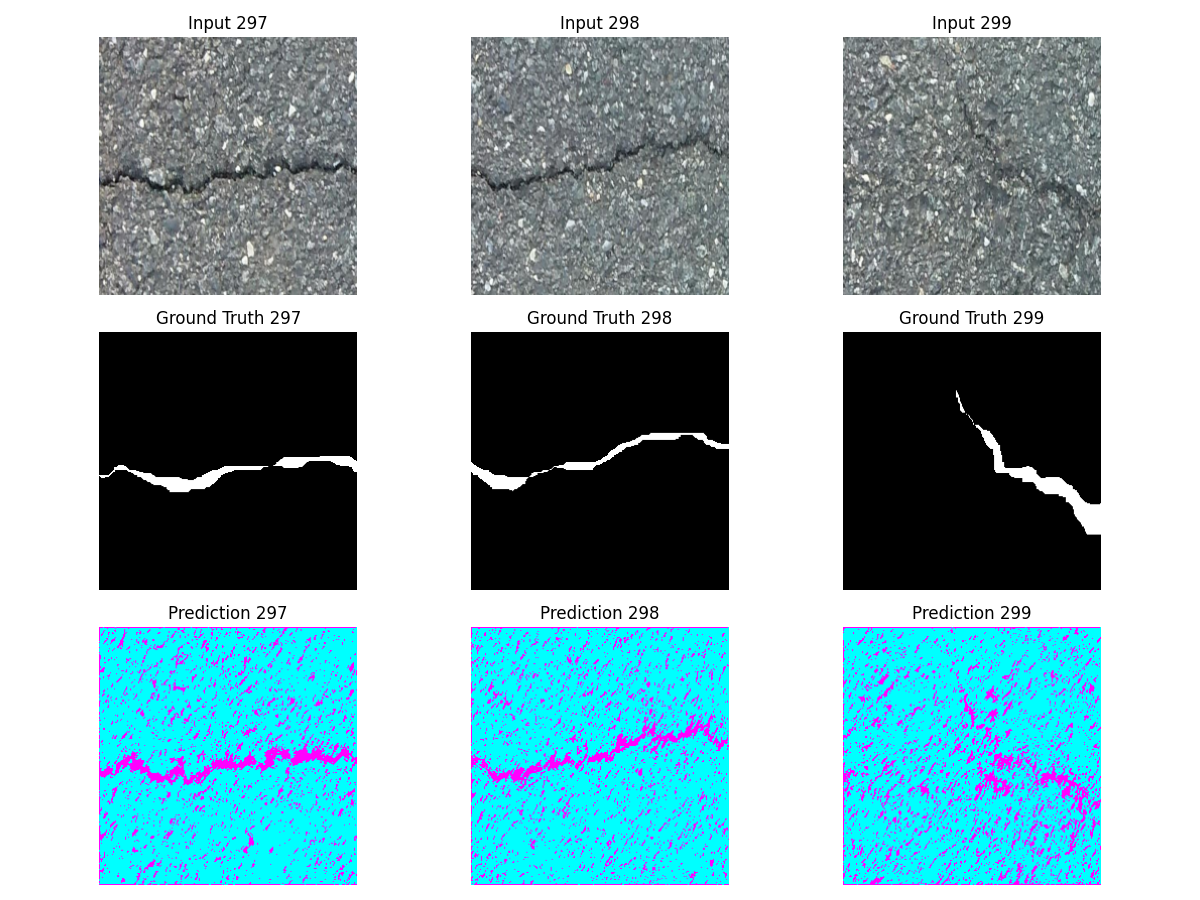 Input 297
Input 298
Input 299
Ground Truth 297
Ground Truth 298
Ground Truth 299
Prediction 297
Prediction 298
Prediction 299